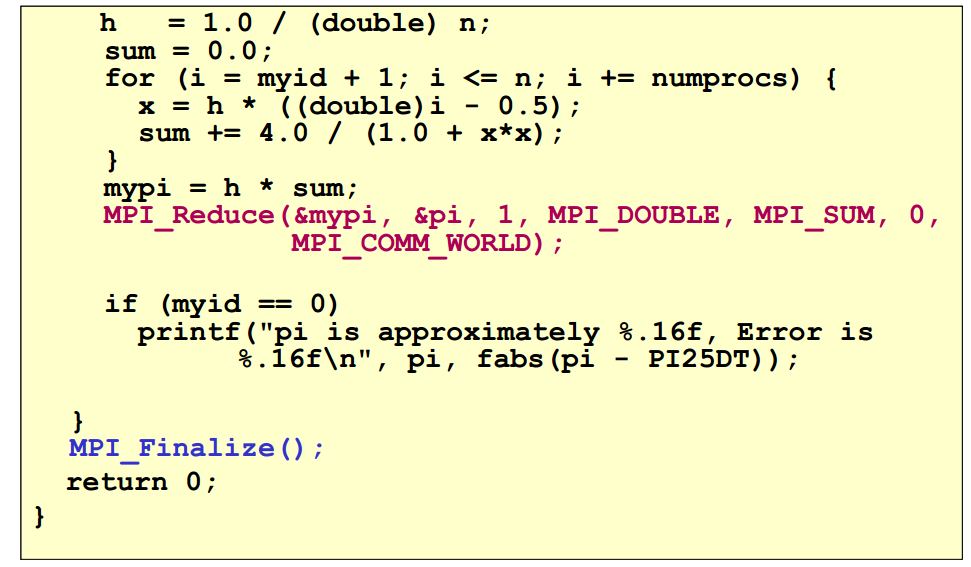 h   = 1.0 / (double) n;
sum = 0.0;
for (i = myid + 1; i <= n; i += numprocs) {
x = h * ((double)i - 0.5);
sum += 4.0 / (1.0 + x*x);
}
mypi = h * sum;
MPI_Reduce(&mypi, &pi, 1, MPI_DOUBLE, MPI_SUM, 0,
MPI_COMM_WORLD);
if (myid == 0)
printf("pi is approximately %.16f, Error is
%.16f\n", pi, fabs(pi - PI25DT));
}
MPI_Finalize();
return 0;
}